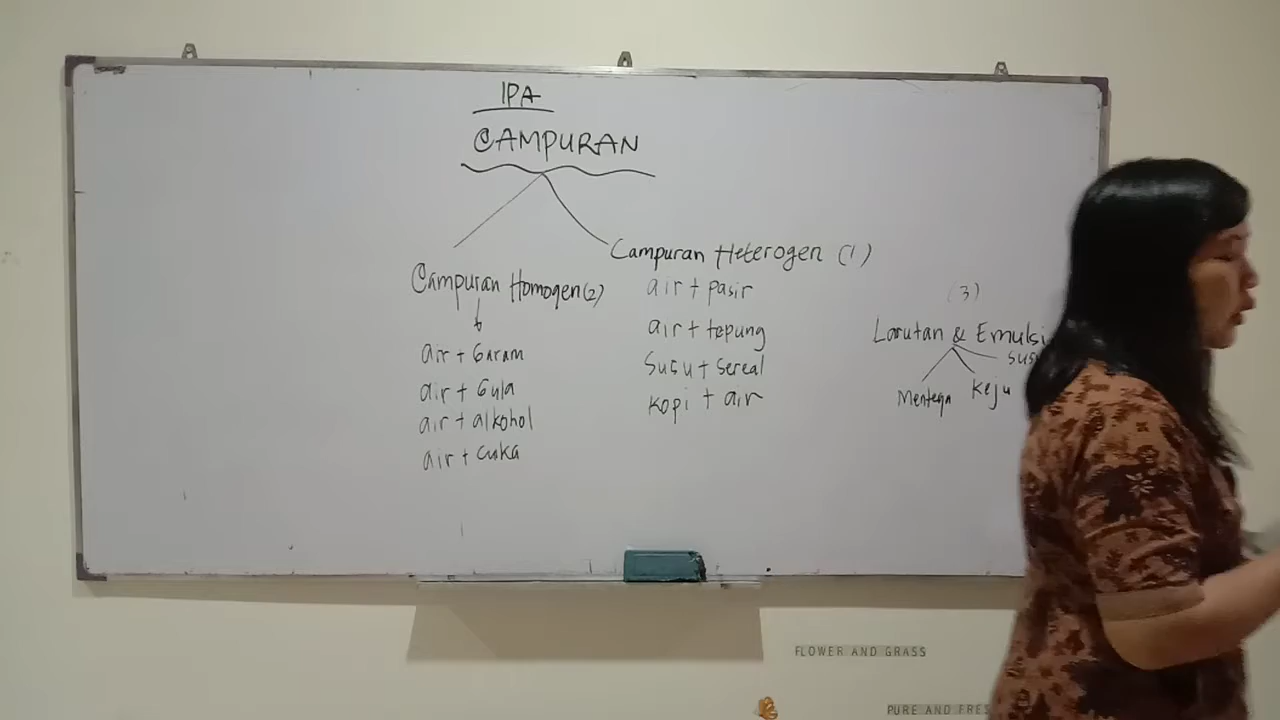 IPA
CAMPURAN
Campuran Heterogen (1)
air + pasir
air + tepung
Susu + Sereal
Kopi + air
Campuran Homogen (2)
air + Garam
air + Gula
air + alkohol
air + Cuka
(3)
Larutan & Emulsi
Mentega
Keju
FLOWER AND GRASS
PURE AND